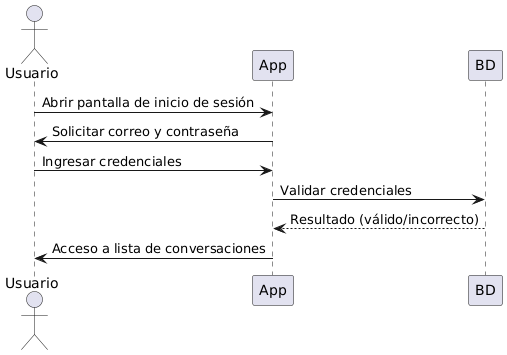 Usuario
App
BD
Abrir pantalla de inicio de sesión
Solicitar correo y contraseña
Ingresar credenciales
Validar credenciales
Resultado (válido/incorrecto)
Acceso a lista de conversaciones
Usuario
App
BD